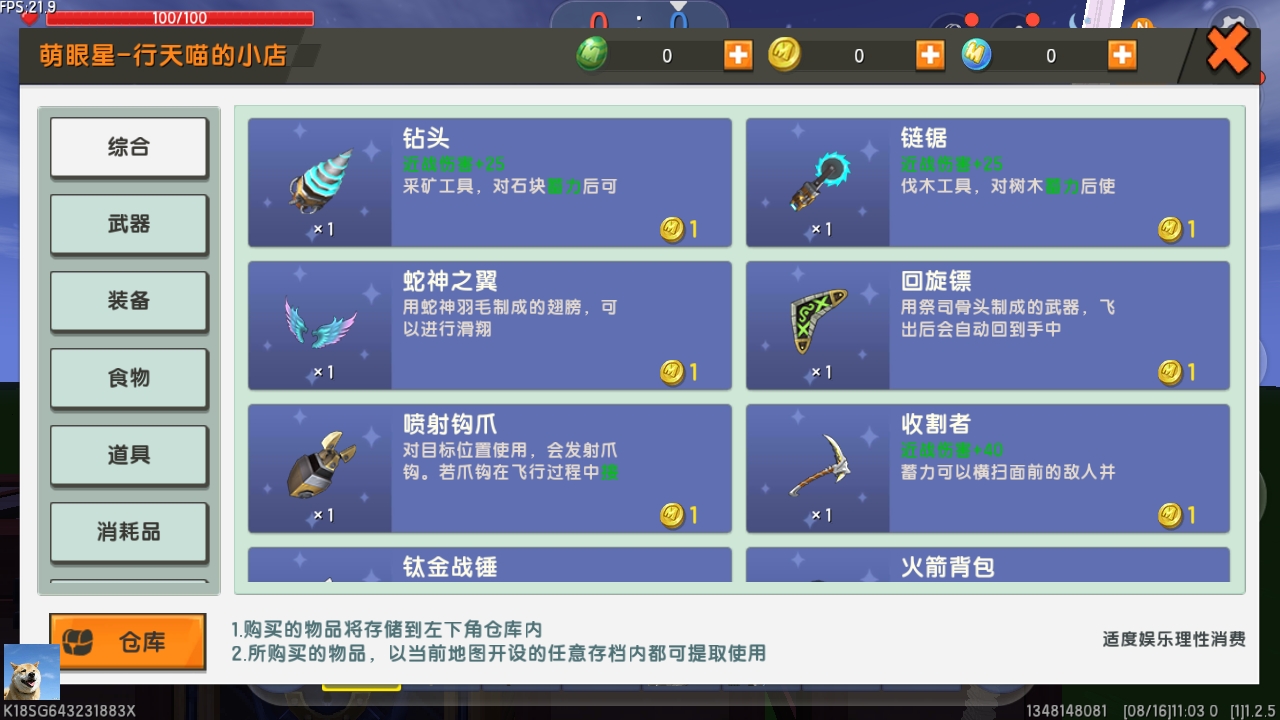 FPS:21.9
100/100
0 : 0
萌眼星-行天喵的小店
0
0
0
综合
武器
装备
食物
道具
消耗品
钻头
近战伤害+25
采矿工具，对石块蓄力后可
×1
1
链锯
近战伤害+25
伐木工具，对树木蓄力后使
×1
1
蛇神之翼
用蛇神羽毛制成的翅膀，可
以进行滑翔
×1
1
回旋镖
用祭司骨头制成的武器，飞
出后会自动回到手中
×1
1
喷射钩爪
对目标位置使用，会发射爪
钩。若爪钩在飞行过程中碰
×1
1
收割者
近战伤害+40
蓄力可以横扫面前的敌人并
×1
1
钛金战锤
火箭背包
仓库
1.购买的物品将存储到左下角仓库内
2.所购买的物品，以当前地图开设的任意存档内都可提取使用
适度娱乐理性消费
K18SG643231883X
1348148081 [08/16]11:03 0 [1]1.2.5